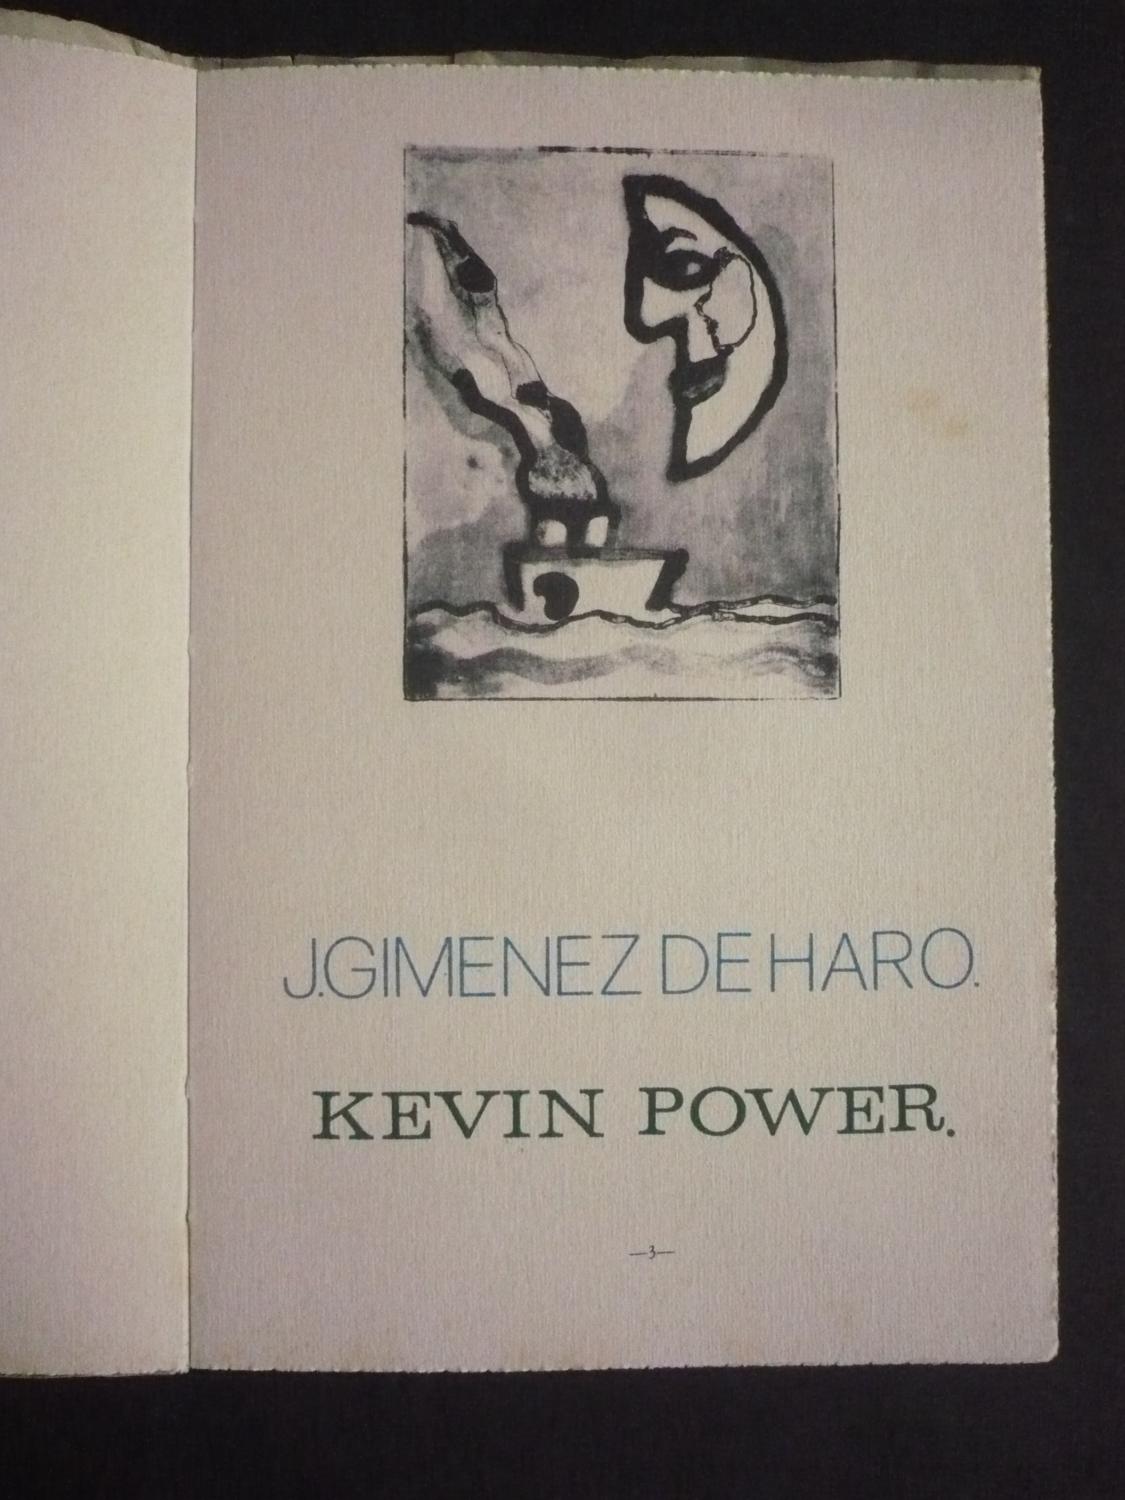 J.GIMENEZ DE HARO.
KEVIN POWER.
—3—